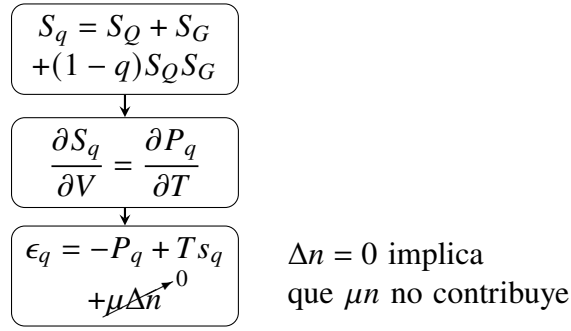 S_q = S_Q + S_G
+(1 − q)S_Q S_G
∂S_q/∂V = ∂P_q/∂T
ϵ_q = −P_q + T s_q
+μΔn 0
Δn = 0 implica
que μn no contribuye